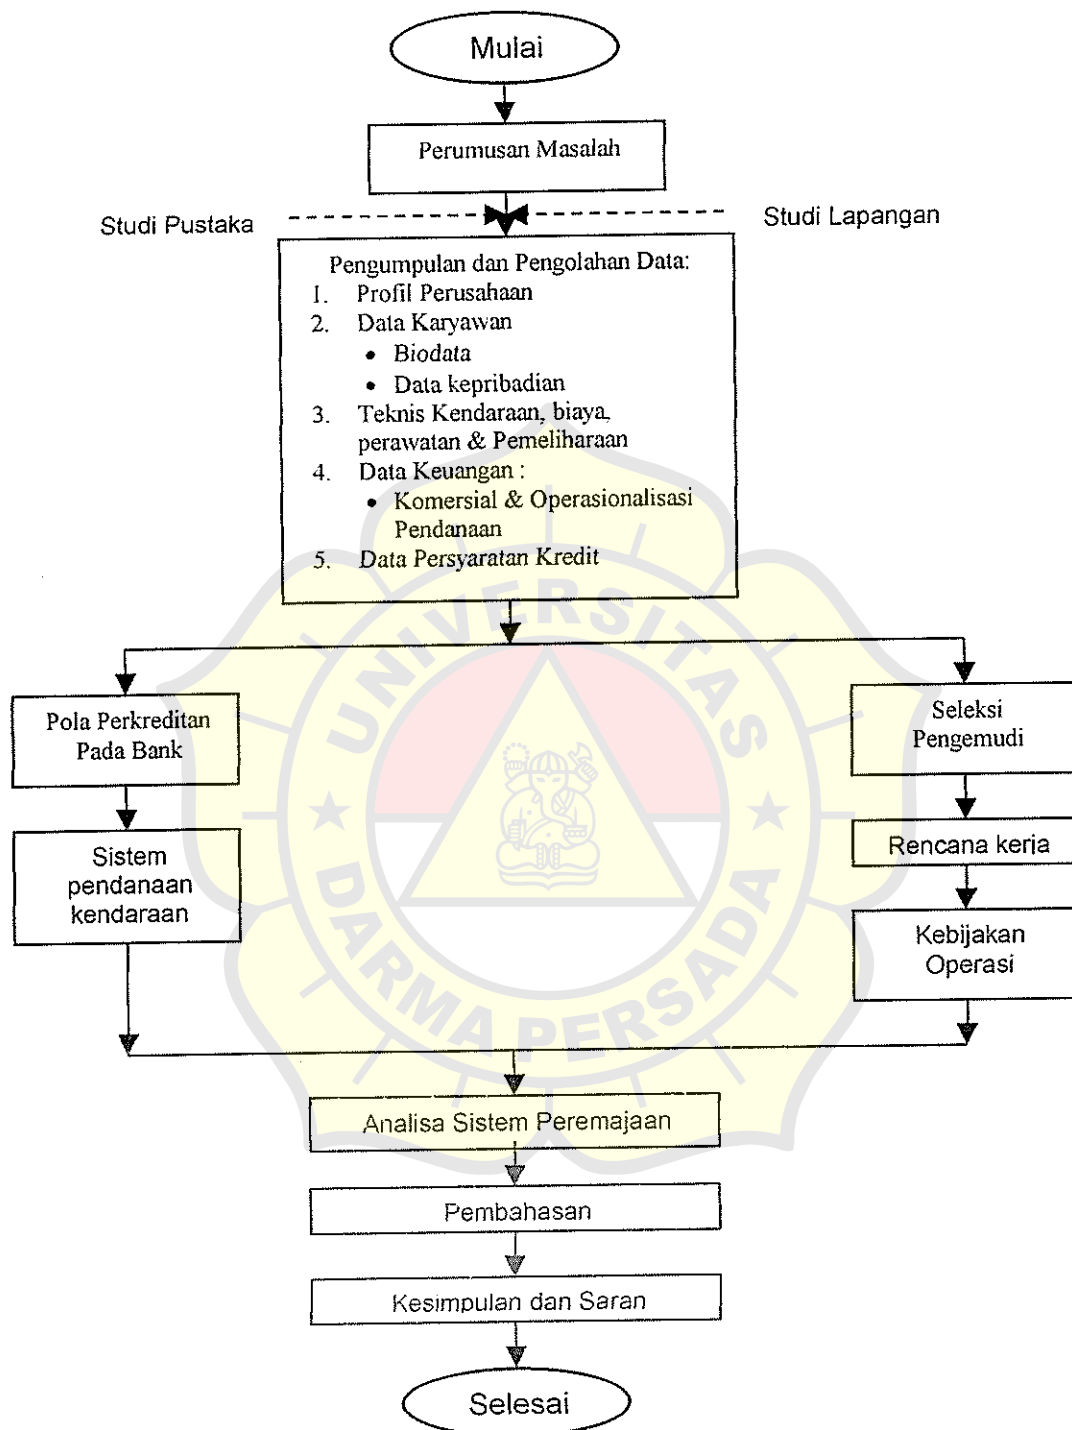 Mulai
Perumusan Masalah
Studi Pustaka
Studi Lapangan
Pengumpulan dan Pengolahan Data:
1. Profil Perusahaan
2. Data Karyawan
• Biodata
• Data kepribadian
3. Teknis Kendaraan, biaya,
perawatan & Pemeliharaan
4. Data Keuangan :
• Komersial & Operasionalisasi
Pendanaan
5. Data Persyaratan Kredit
Pola Perkreditan
Pada Bank
Sistem
pendanaan
kendaraan
Seleksi
Pengemudi
Rencana kerja
Kebijakan
Operasi
UNIVERSITAS
DARMA PERSADA
Analisa Sistem Peremajaan
Pembahasan
Kesimpulan dan Saran
Selesai